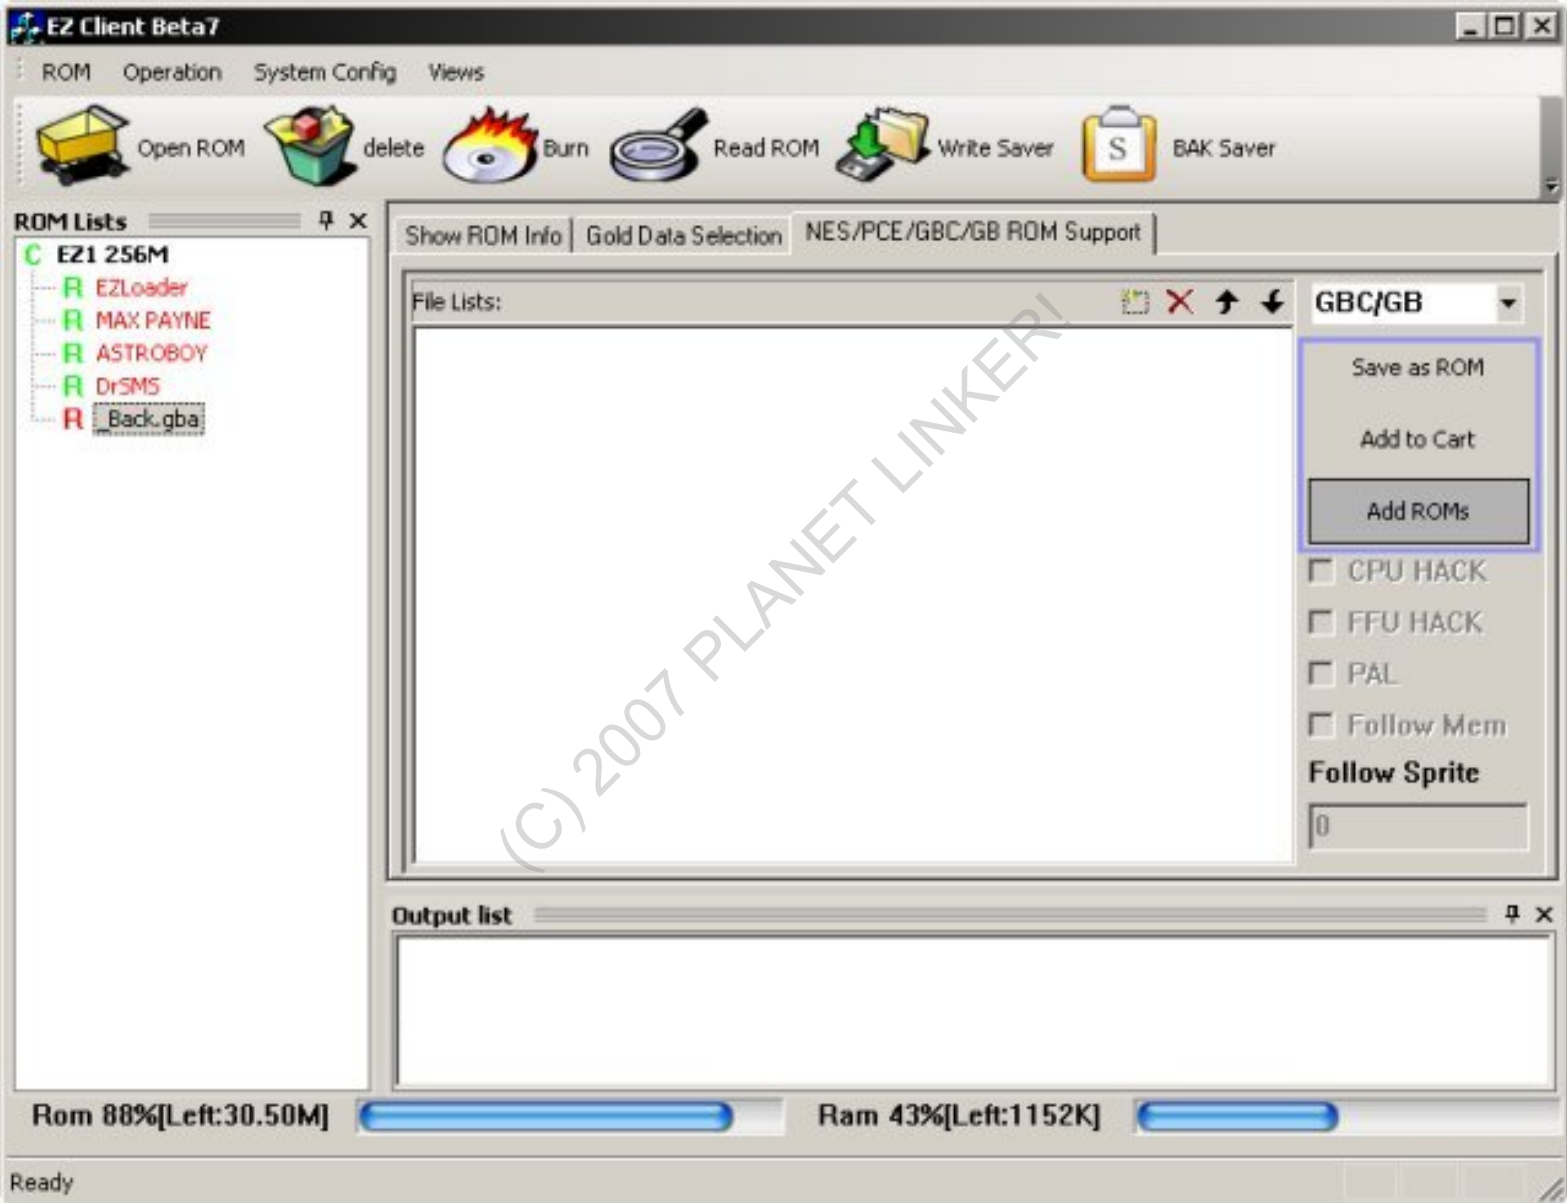 EZ Client Beta7
ROM Operation System Config Views
Open ROM delete Burn Read ROM Write Saver S BAK Saver
ROM Lists
C EZ1 256M
R EZLoader
R MAX PAYNE
R ASTROBOY
R DrSMS
R _Back.gba
Show ROM Info Gold Data Selection NES/PCE/GBC/GB ROM Support
File Lists:
GBC/GB
Save as ROM
Add to Cart
Add ROMs
CPU HACK
FFU HACK
PAL
Follow Mem
Follow Sprite
0
(C) 2007 PLANET LINKER!
Output list
Rom 88%[Left:30.50M] Ram 43%[Left:1152K]
Ready